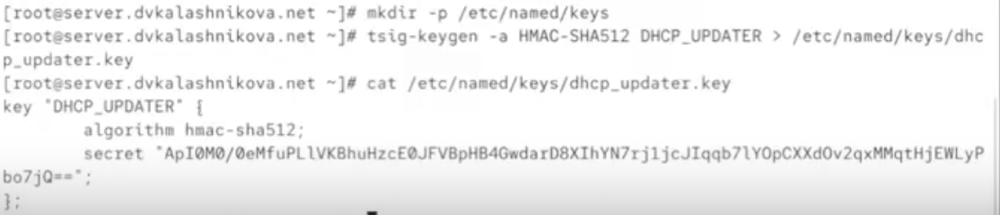 [root@server.dvkalashnikova.net ~]# mkdir -p /etc/named/keys
[root@server.dvkalashnikova.net ~]# tsig-keygen -a HMAC-SHA512 DHCP_UPDATER > /etc/named/keys/dhc
p_updater.key
[root@server.dvkalashnikova.net ~]# cat /etc/named/keys/dhcp_updater.key
key "DHCP_UPDATER" {
        algorithm hmac-sha512;
        secret "ApI0M0/0eMfuPLlVKBhuHzcE0JFVBpHB4GwdarD8XIhYN7rj1jcJIqqb7lYOpCXXdOv2qxMMqtHjEWLyP
bo7jQ==";
};